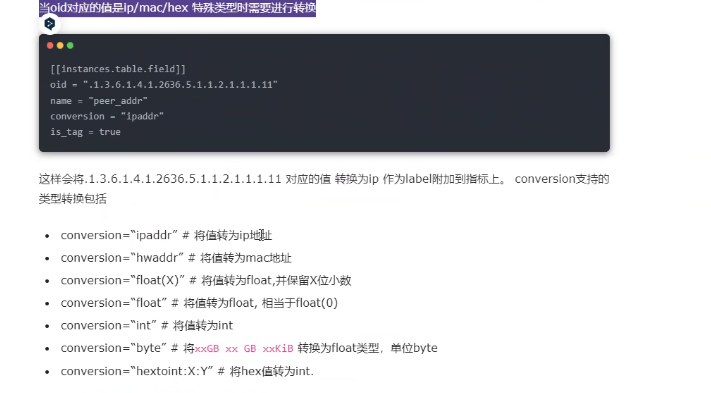 当oid对应的值是ip/mac/hex 特殊类型时需要进行转换
[[instances.table.field]]
oid = ".1.3.6.1.4.1.2636.5.1.1.2.1.1.1.11"
name = "peer_addr"
conversion = "ipaddr"
is_tag = true
这样会将.1.3.6.1.4.1.2636.5.1.1.2.1.1.1.11 对应的值 转换为ip 作为label附加到指标上。 conversion支持的
类型转换包括
• conversion=“ipaddr” # 将值转为ip地址
• conversion=“hwaddr” # 将值转为mac地址
• conversion=“float(X)” # 将值转为float,并保留X位小数
• conversion=“float” # 将值转为float, 相当于float(0)
• conversion=“int” # 将值转为int
• conversion=“byte” # 将xxGB xx GB xxKiB 转换为float类型，单位byte
• conversion=“hextoint:X:Y” # 将hex值转为int.